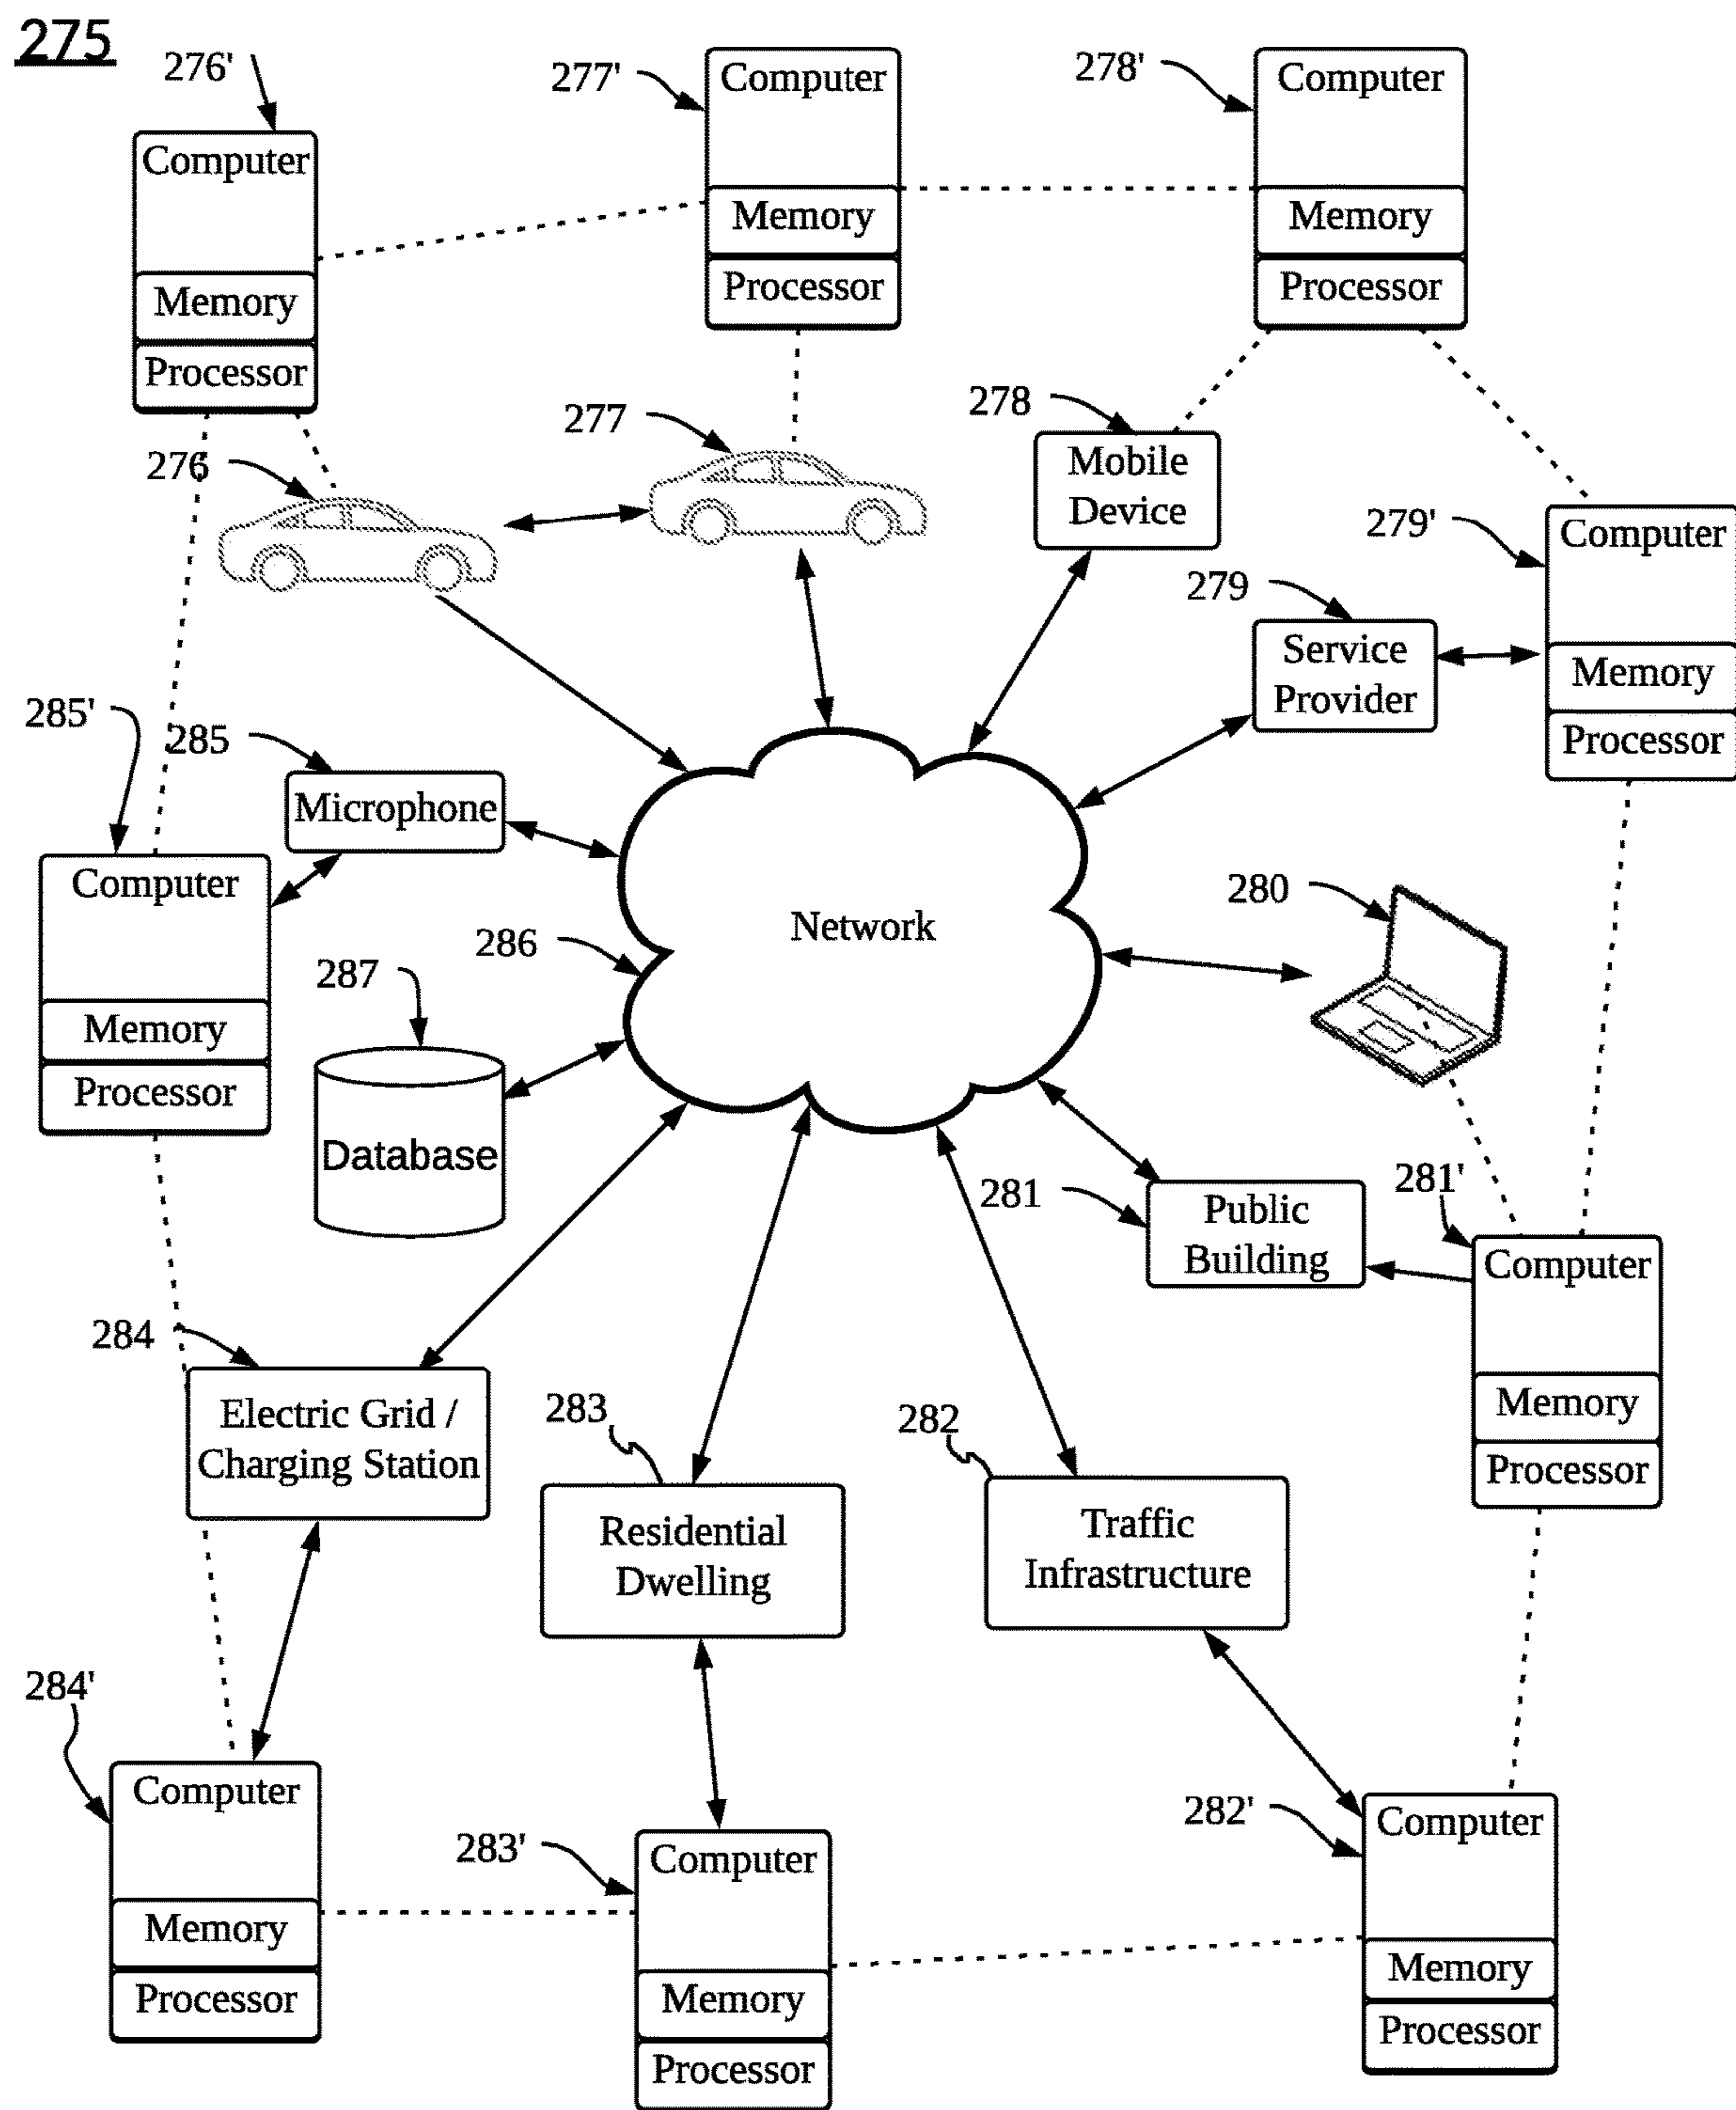 275
276'
277'
278'
Computer
Memory
Processor
Computer
Memory
Processor
Computer
Memory
Processor
276
277
278
Mobile
Device
279'
Computer
Memory
Processor
279
Service
Provider
285'
285
Microphone
Computer
Memory
Processor
286
Network
280
287
Database
281
Public
Building
281'
Computer
Memory
Processor
284
Electric Grid /
Charging Station
283
Residential
Dwelling
282
Traffic
Infrastructure
284'
Computer
Memory
Processor
283'
Computer
Memory
Processor
282'
Computer
Memory
Processor